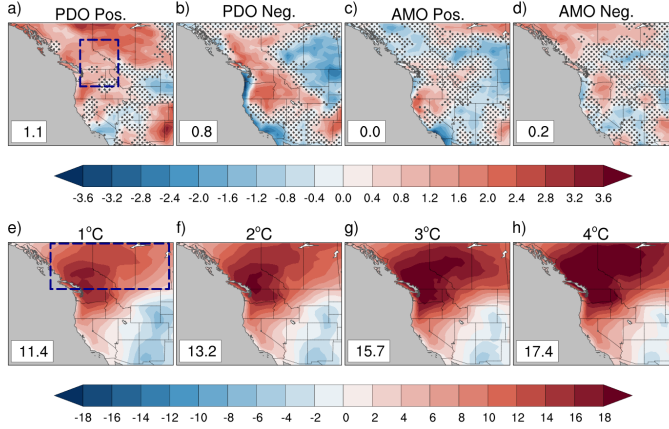 PDO Pos. PDO Neg. AMO Pos. AMO Neg.
a) b) c) d)
1.1 0.8 0.0 0.2
-3.6 -3.2 -2.8 -2.4 -2.0 -1.6 -1.2 -0.8 -0.4 0.0 0.4 0.8 1.2 1.6 2.0 2.4 2.8 3.2 3.6
1°C 2°C 3°C 4°C
e) f) g) h)
11.4 13.2 15.7 17.4
-18 -16 -14 -12 -10 -8 -6 -4 -2 0 2 4 6 8 10 12 14 16 18